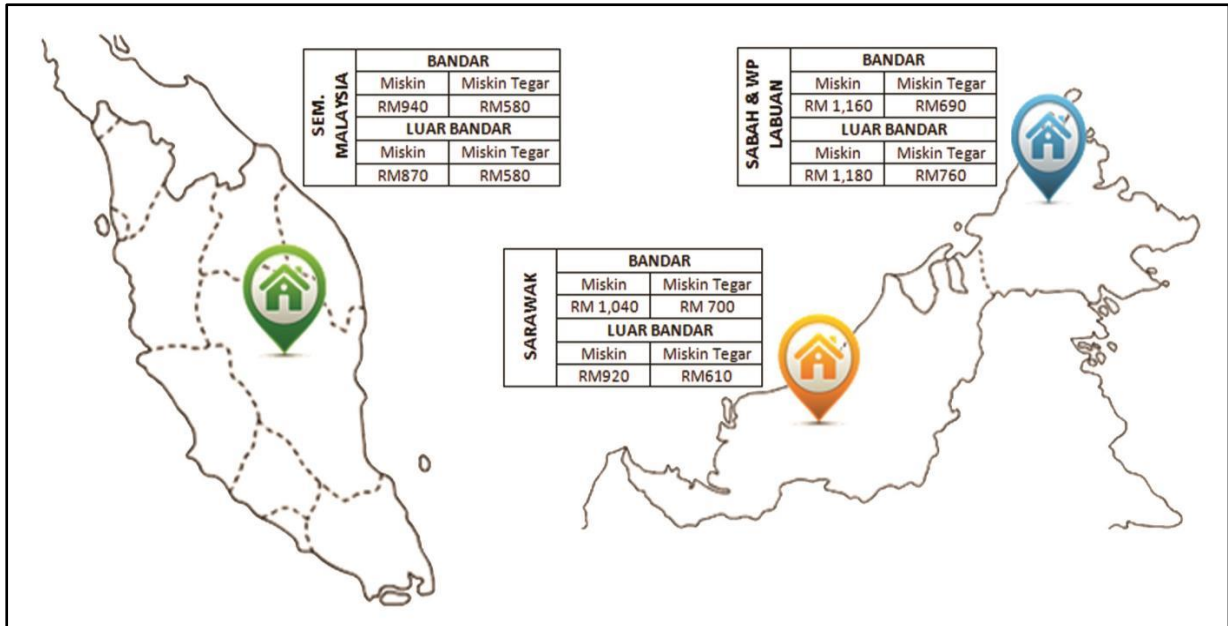 SEM. MALAYSIA
BANDAR
Miskin Miskin Tegar
RM940 RM580
LUAR BANDAR
Miskin Miskin Tegar
RM870 RM580
SABAH & WP LABUAN
BANDAR
Miskin Miskin Tegar
RM 1,160 RM690
LUAR BANDAR
Miskin Miskin Tegar
RM 1,180 RM760
SARAWAK
BANDAR
Miskin Miskin Tegar
RM 1,040 RM 700
LUAR BANDAR
Miskin Miskin Tegar
RM920 RM610